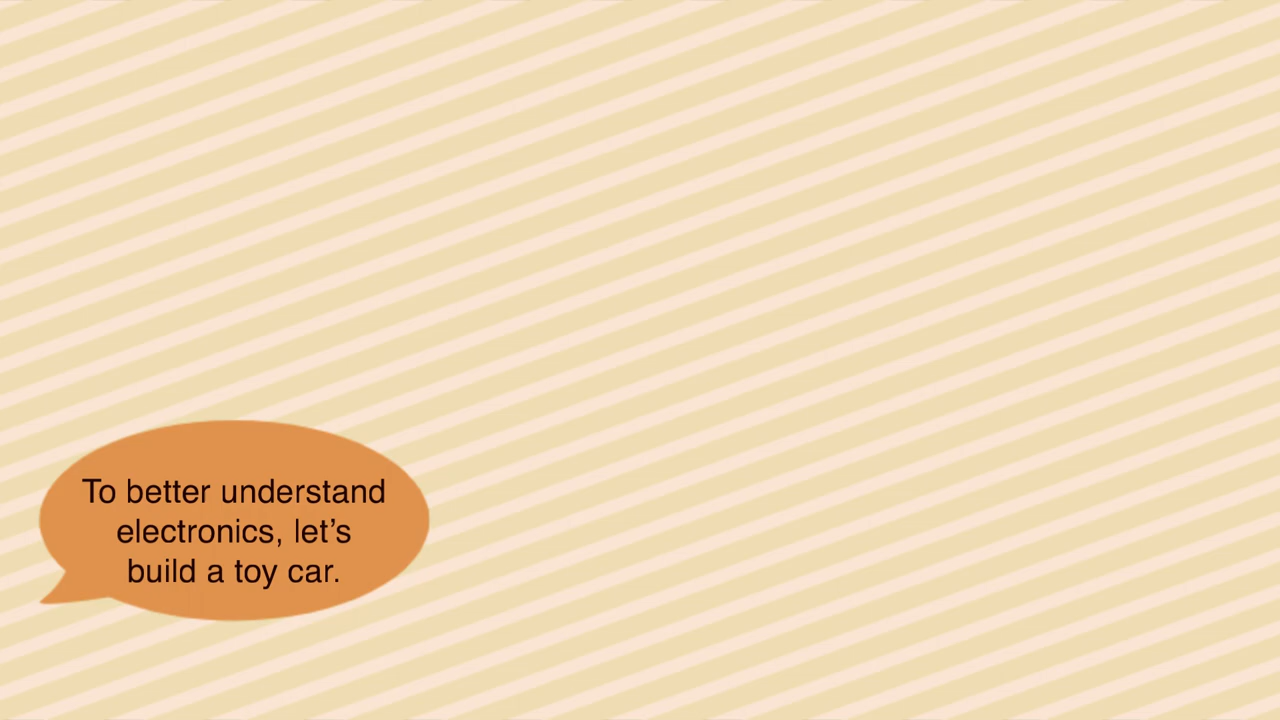 To better understand
electronics, let’s
build a toy car.